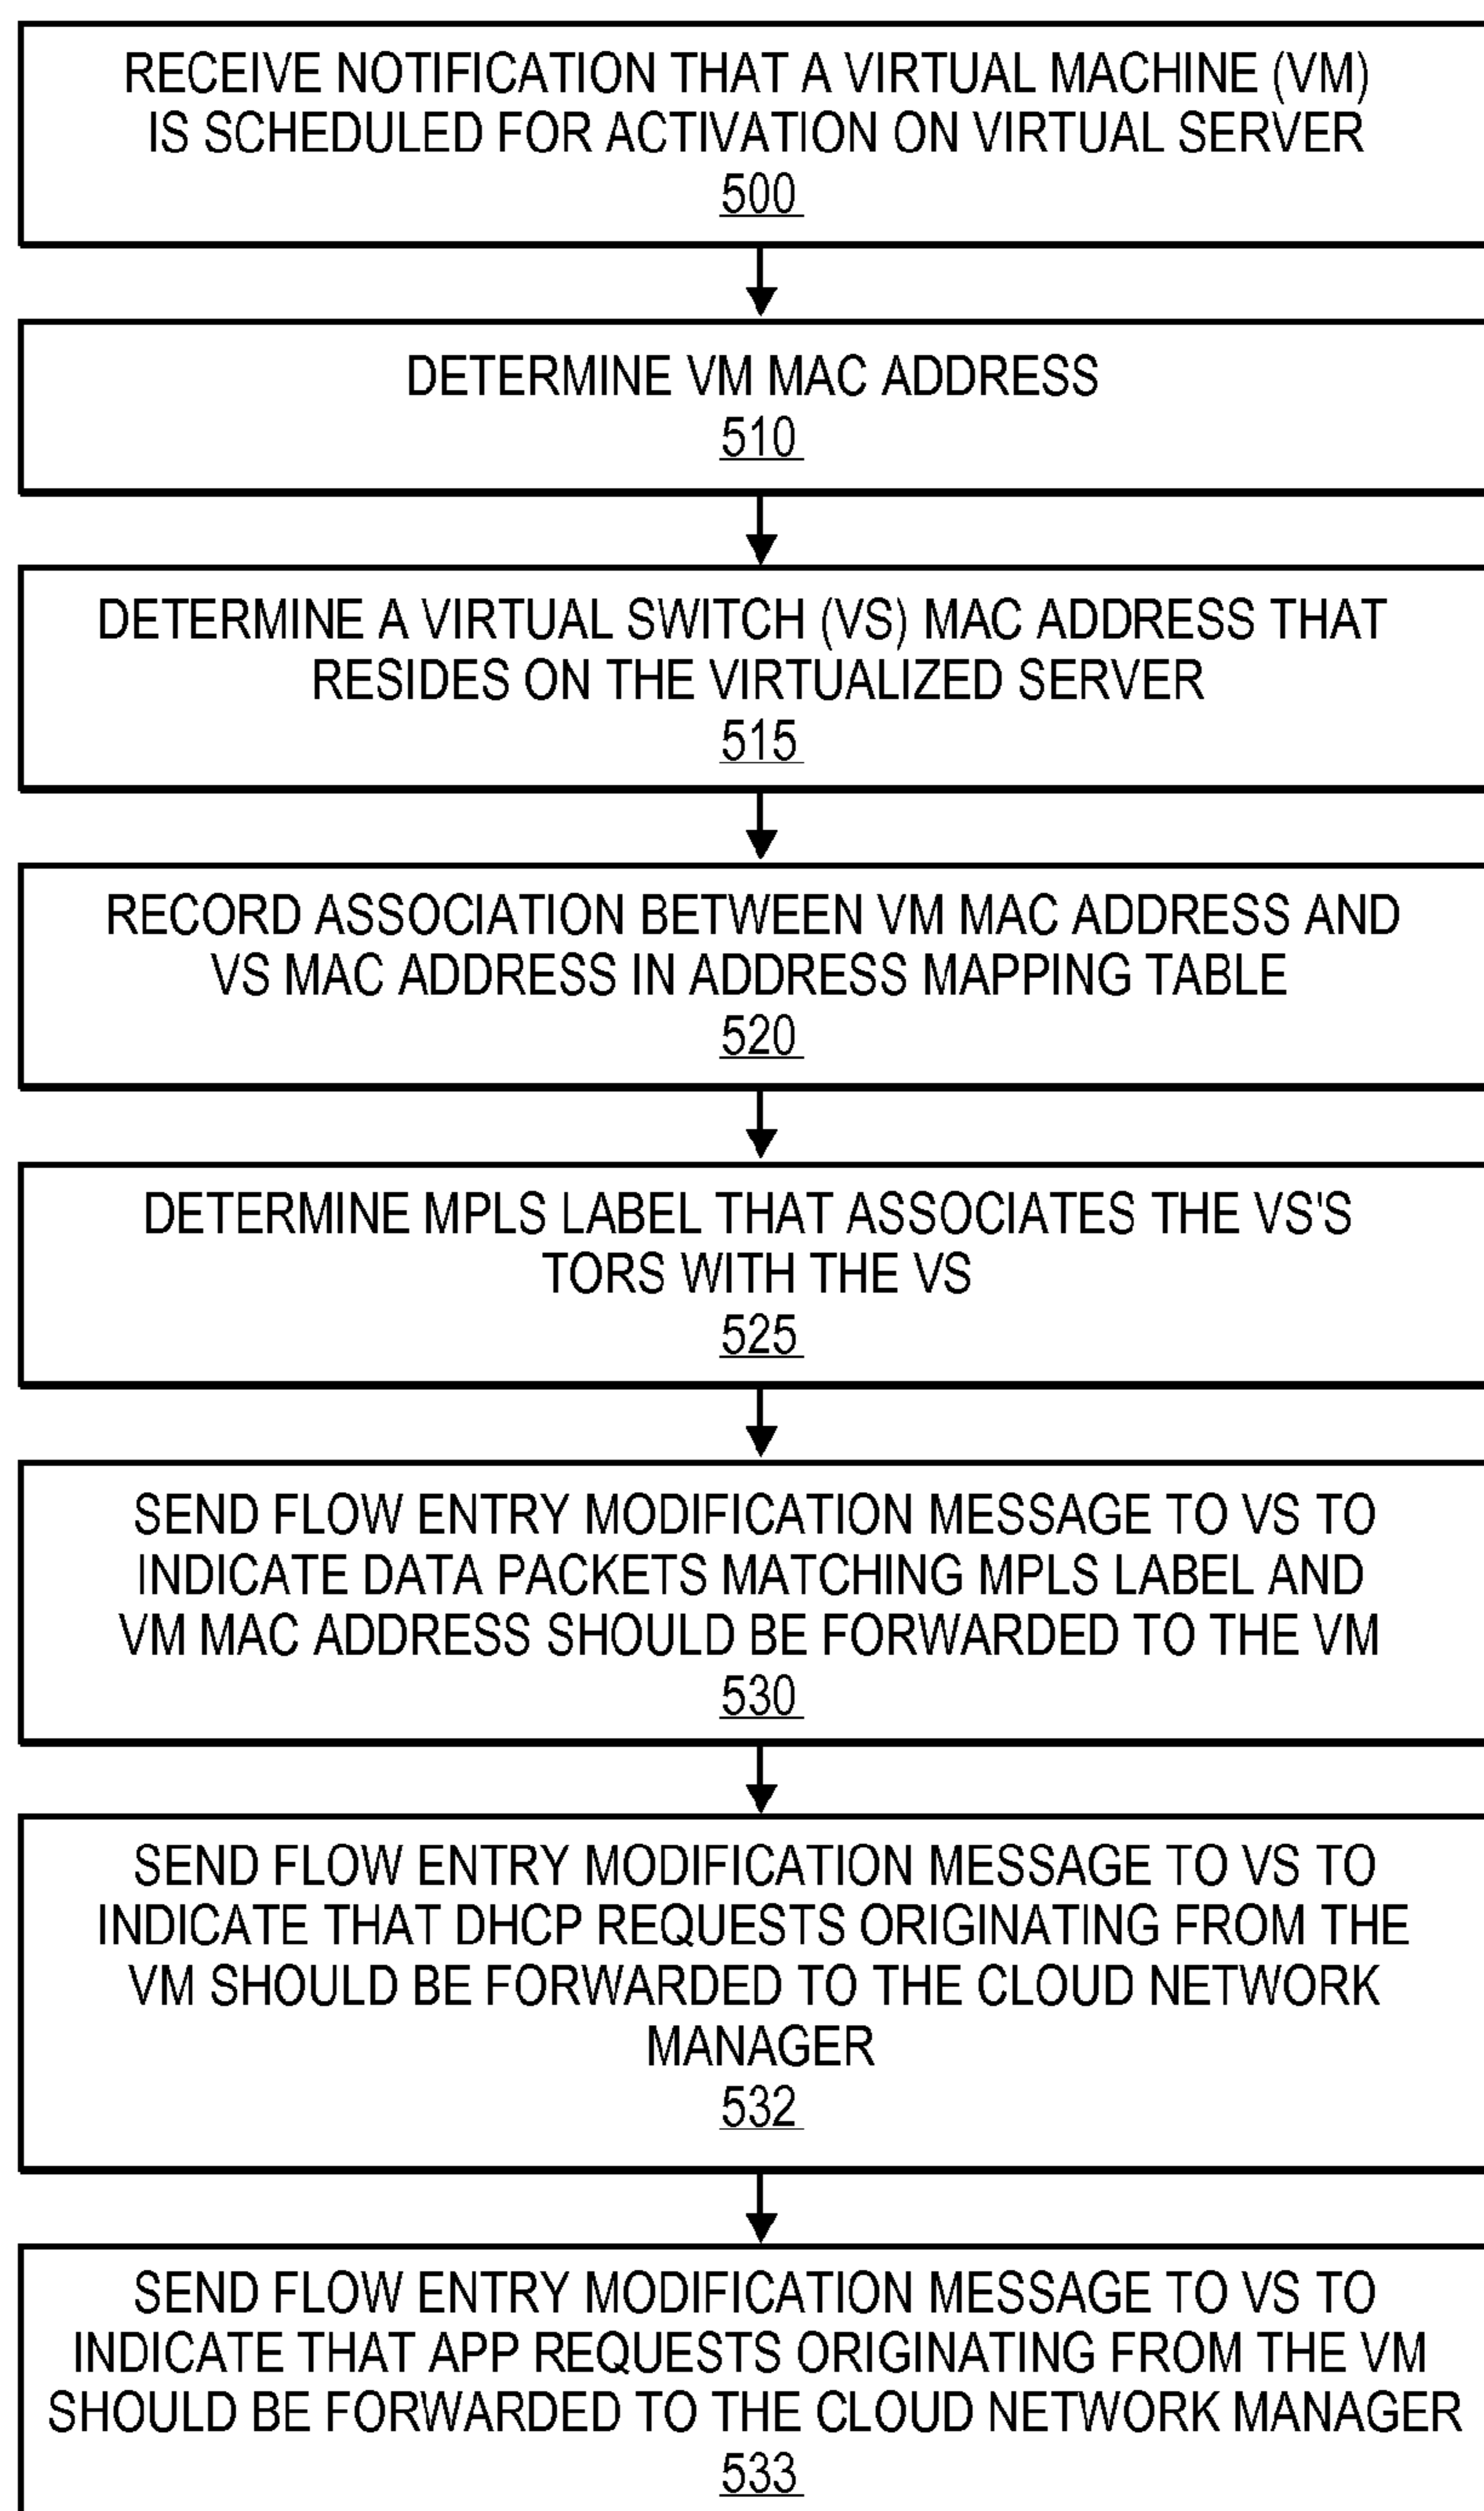 RECEIVE NOTIFICATION THAT A VIRTUAL MACHINE (VM)
IS SCHEDULED FOR ACTIVATION ON VIRTUAL SERVER
500
DETERMINE VM MAC ADDRESS
510
DETERMINE A VIRTUAL SWITCH (VS) MAC ADDRESS THAT
RESIDES ON THE VIRTUALIZED SERVER
515
RECORD ASSOCIATION BETWEEN VM MAC ADDRESS AND
VS MAC ADDRESS IN ADDRESS MAPPING TABLE
520
DETERMINE MPLS LABEL THAT ASSOCIATES THE VS'S
TORS WITH THE VS
525
SEND FLOW ENTRY MODIFICATION MESSAGE TO VS TO
INDICATE DATA PACKETS MATCHING MPLS LABEL AND
VM MAC ADDRESS SHOULD BE FORWARDED TO THE VM
530
SEND FLOW ENTRY MODIFICATION MESSAGE TO VS TO
INDICATE THAT DHCP REQUESTS ORIGINATING FROM THE
VM SHOULD BE FORWARDED TO THE CLOUD NETWORK
MANAGER
532
SEND FLOW ENTRY MODIFICATION MESSAGE TO VS TO
INDICATE THAT APP REQUESTS ORIGINATING FROM THE VM
SHOULD BE FORWARDED TO THE CLOUD NETWORK MANAGER
533